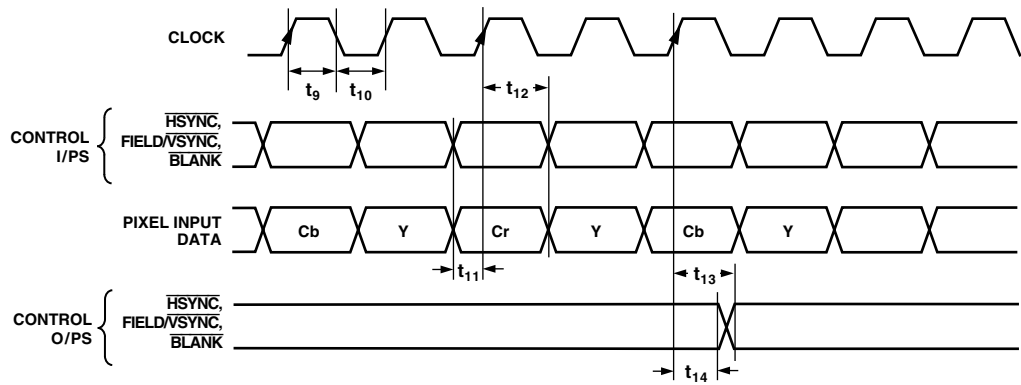 CLOCK
t9
t10
t12
CONTROL
I/PS
HSYNC,
FIELD/VSYNC,
BLANK
PIXEL INPUT
DATA
Cb
Y
Cr
Y
Cb
Y
t11
t13
CONTROL
O/PS
HSYNC,
FIELD/VSYNC,
BLANK
t14